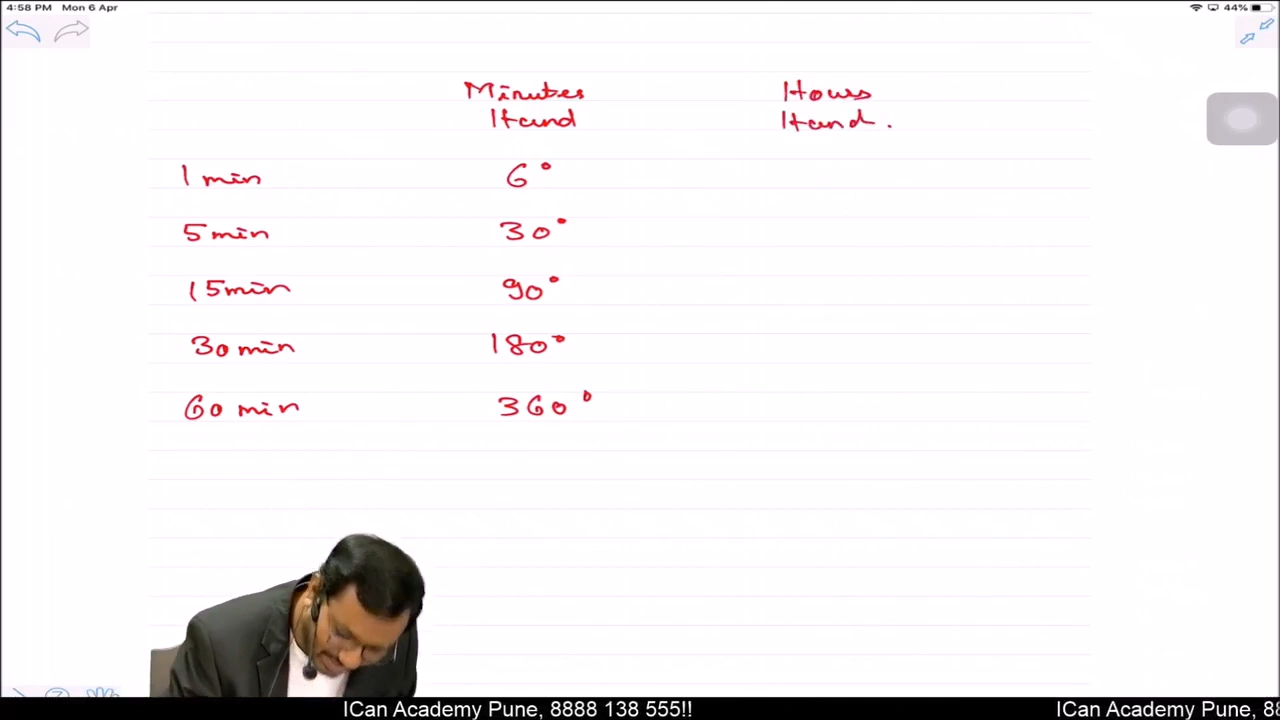 4:58 PM Mon 6 Apr 44%
Minutes Hours
Hand Hand.
1 min 6°
5 min 30°
15 min 90°
30 min 180°
60 min 360°
ICan Academy Pune, 8888 138 555!! ICan Academy Pune, 88